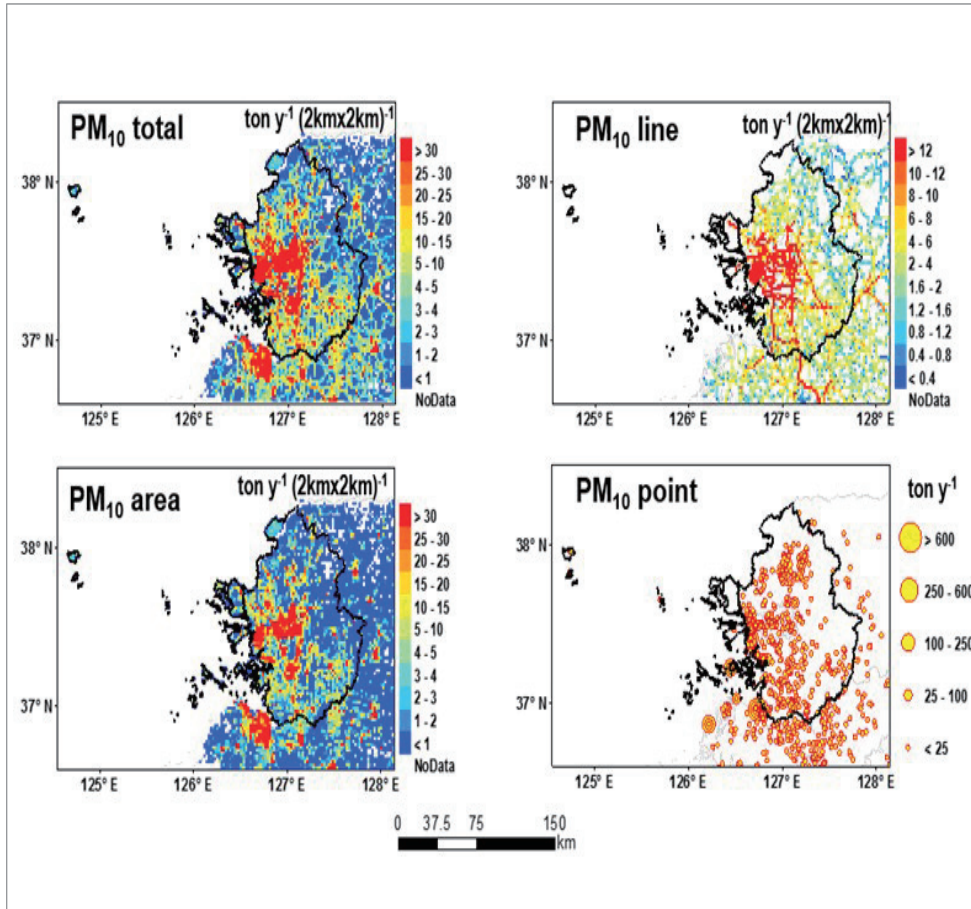 PM₁₀ total
ton y⁻¹ (2kmx2km)⁻¹
> 30
25 - 30
20 - 25
15 - 20
10 - 15
5 - 10
4 - 5
3 - 4
2 - 3
1 - 2
< 1
NoData
38° N
37° N
125° E 126° E 127° E 128° E
PM₁₀ line
ton y⁻¹ (2kmx2km)⁻¹
> 12
10 - 12
8 - 10
6 - 8
4 - 6
2 - 4
1.6 - 2
1.2 - 1.6
0.8 - 1.2
0.4 - 0.8
< 0.4
NoData
38° N
37° N
125° E 126° E 127° E 128° E
PM₁₀ area
ton y⁻¹ (2kmx2km)⁻¹
> 30
25 - 30
20 - 25
15 - 20
10 - 15
5 - 10
4 - 5
3 - 4
2 - 3
1 - 2
< 1
NoData
38° N
37° N
125° E 126° E 127° E 128° E
PM₁₀ point
ton y⁻¹
> 600
250 - 600
100 - 250
25 - 100
< 25
38° N
37° N
125° E 126° E 127° E 128° E
0 37.5 75 150
km